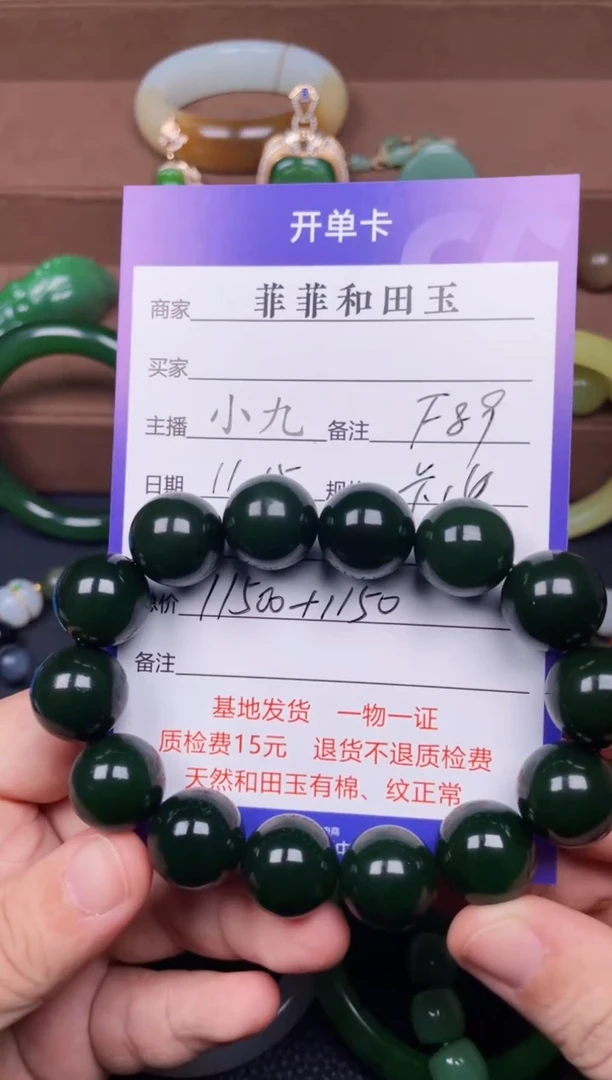 开单卡
商家 菲菲和田玉
买家
主播 小九 备注 F89
日期
价 11500+1150
备注
基地发货 一物一证
质检费15元 退货不退质检费
天然和田玉有棉、纹正常